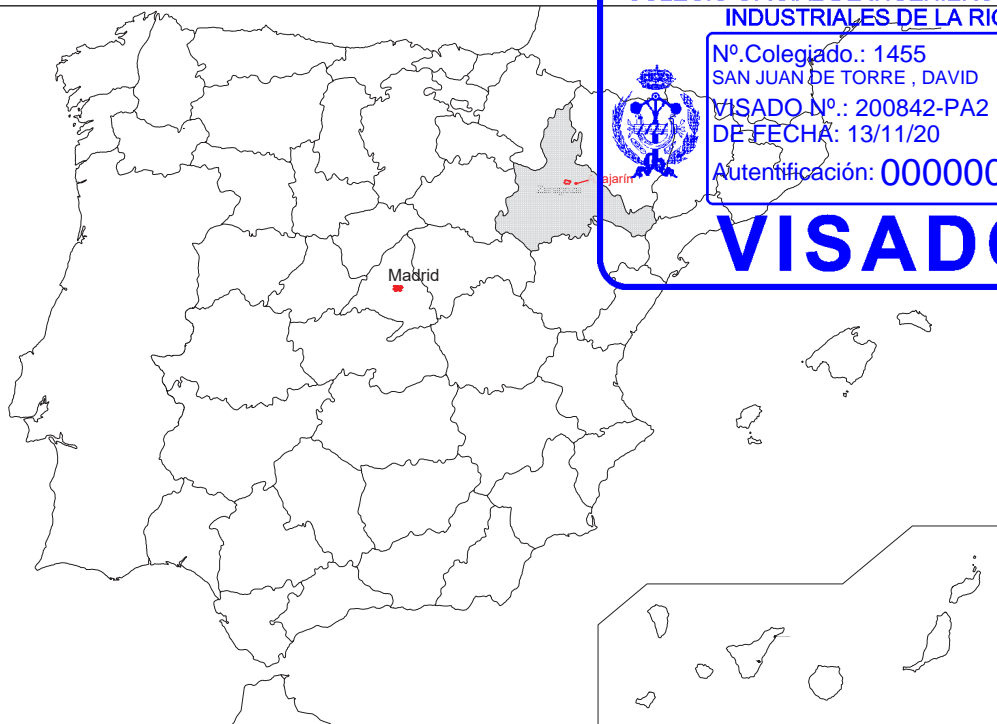 INDUSTRIALES DE LA RIO
Nº.Colegiado.: 1455
SAN JUAN DE TORRE , DAVID
VISADO Nº.: 200842-PA2
DE FECHA: 13/11/20
Autentificación: 000000
VISADO
ajarín
Zaragoza
Madrid